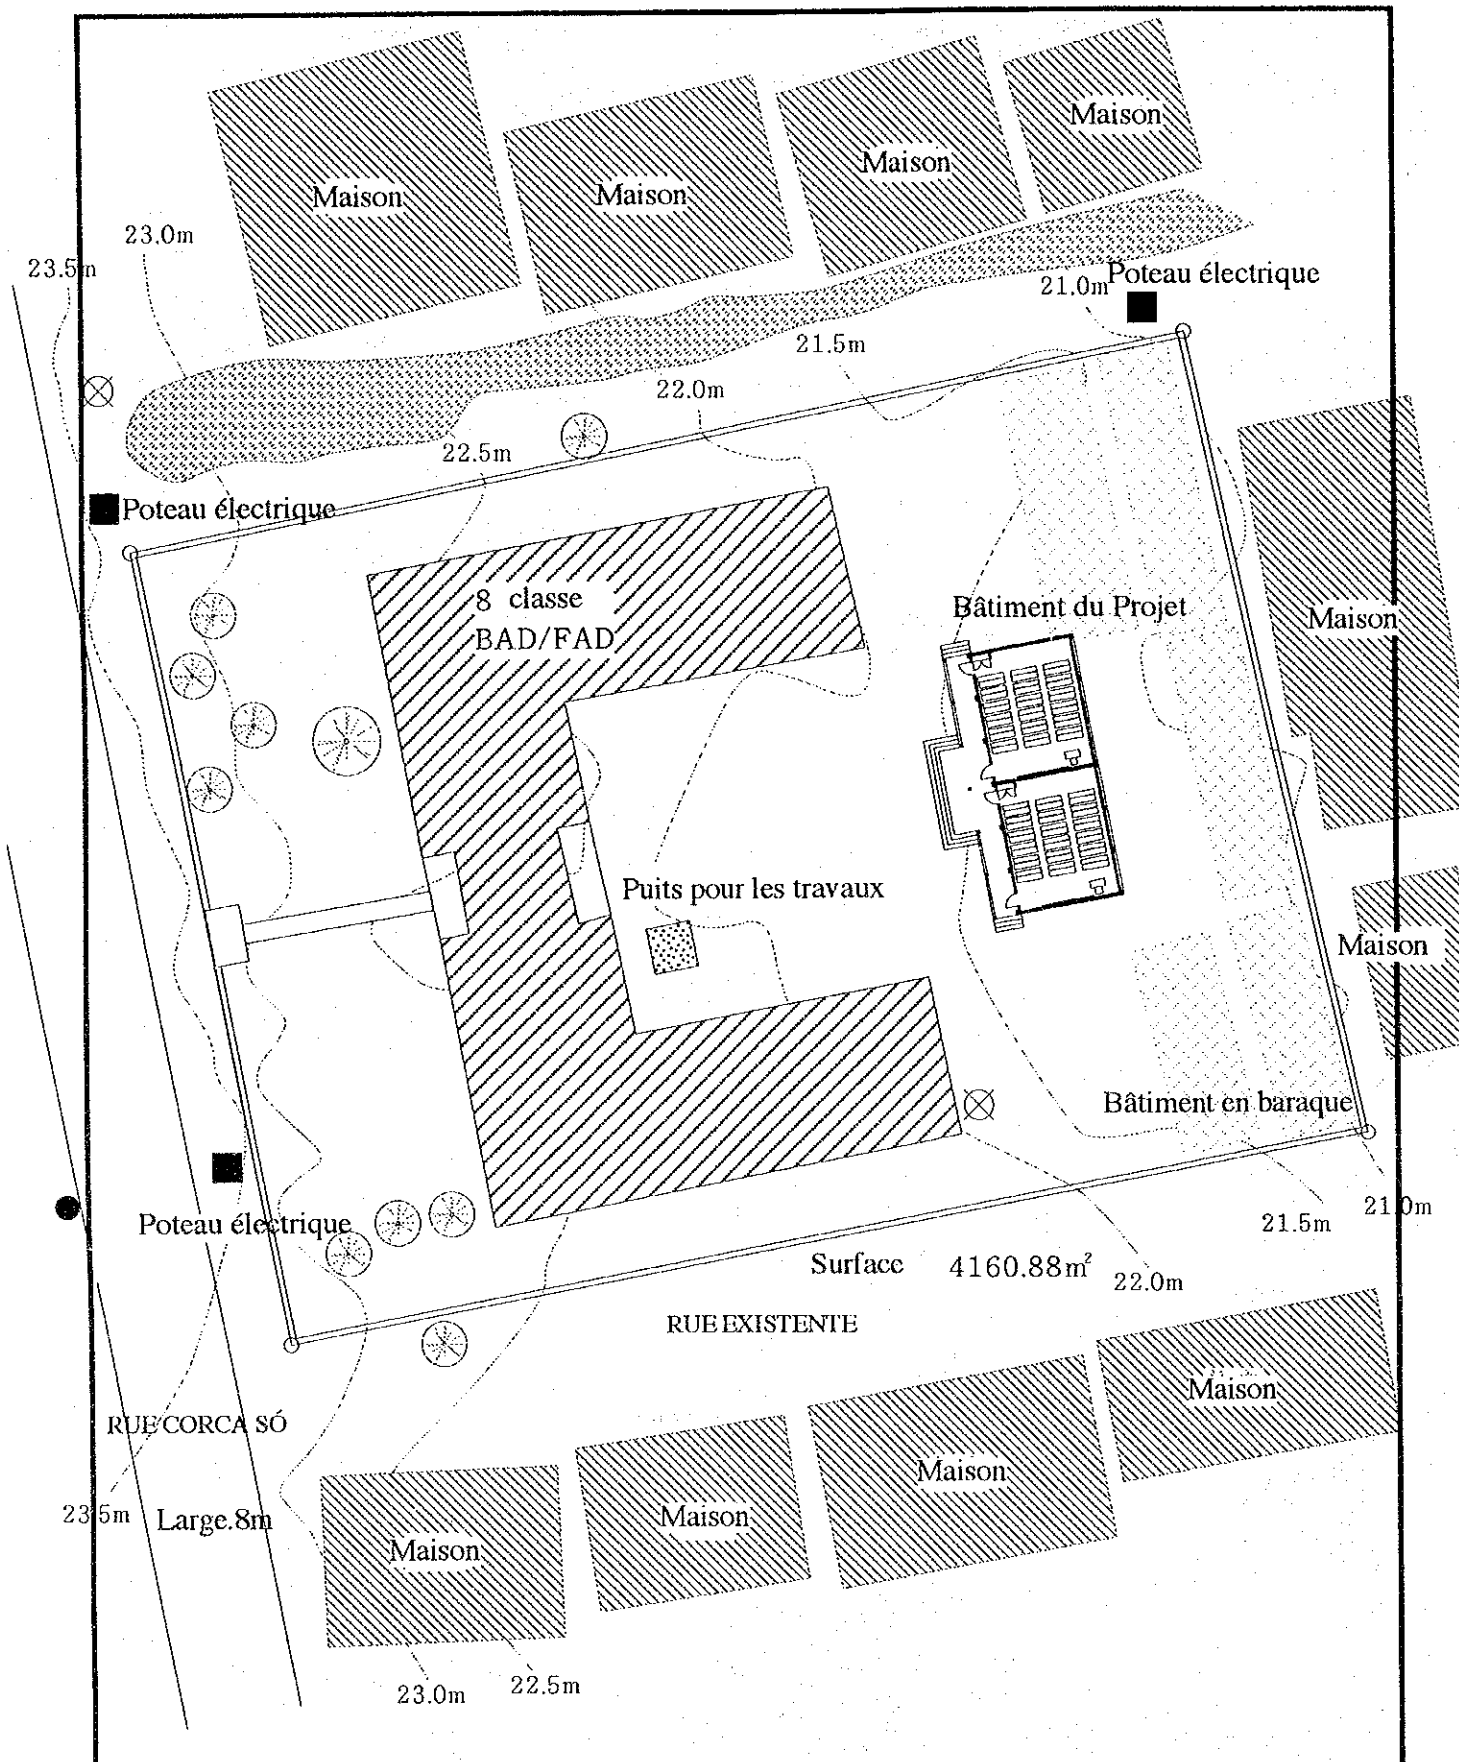 Maison
Maison
Maison
Maison
23.0m
23.5m
Poteau électrique
21.0m
21.5m
22.0m
22.5m
Poteau électrique
8 classe
BAD/FAD
Bâtiment du Projet
Maison
Puits pour les travaux
Maison
Bâtiment en baraque
Poteau électrique
21.5m
21.0m
Surface 4160.88m²
22.0m
RUE EXISTENTE
Maison
RUE CORCA SÓ
Maison
Maison
23.5m
Large.8m
Maison
23.0m
22.5m